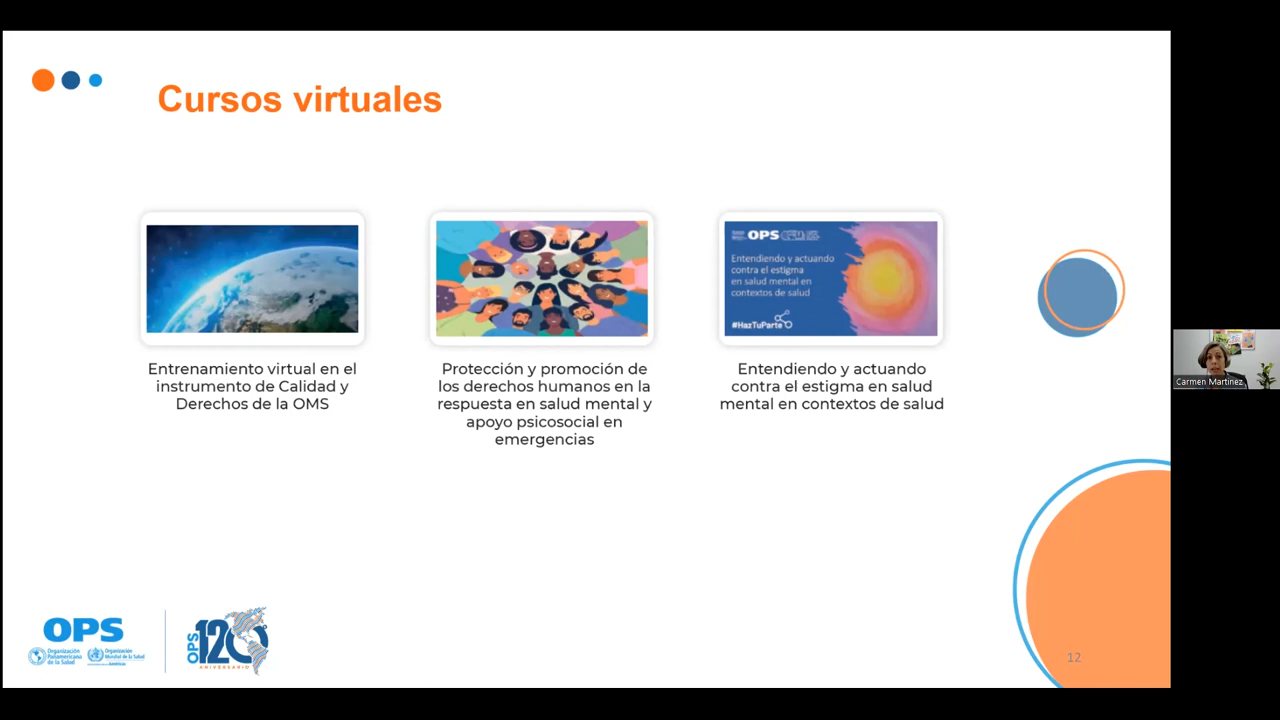 Cursos virtuales
OPS
Entendiendo y actuando
contra el estigma
en salud mental en
contextos de salud
#HazTuParte
Entrenamiento virtual en el
instrumento de Calidad y
Derechos de la OMS
Protección y promoción de
los derechos humanos en la
respuesta en salud mental y
apoyo psicosocial en
emergencias
Entendiendo y actuando
contra el estigma en salud
mental en contextos de salud
Carmen Martinez
OPS
Organización
Panamericana
de la Salud
Organización
Mundial de la Salud
OPS
120
ANIVERSARIO
12